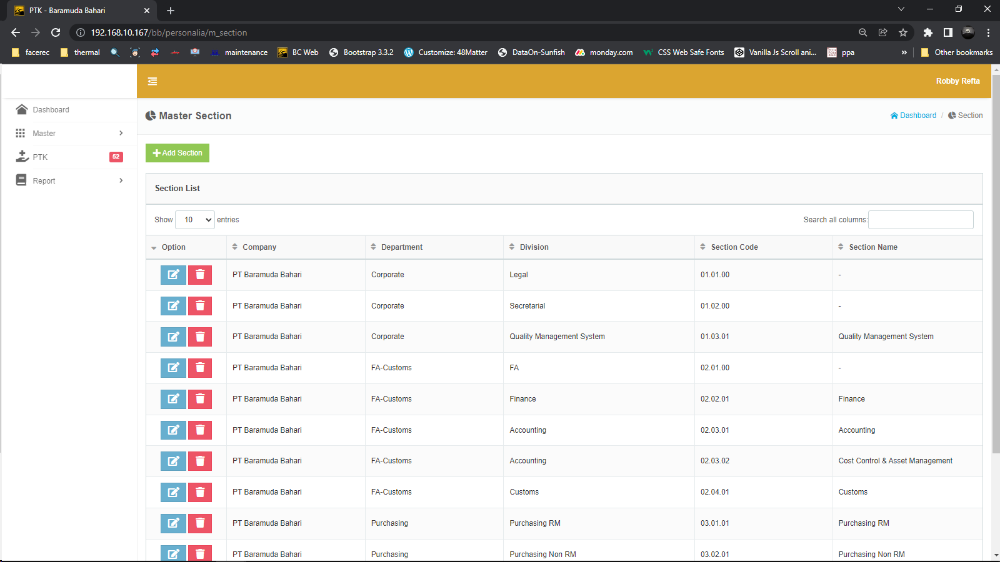 PTK - Baramuda Bahari
192.168.10.167/bb/personalia/m_section
facerec thermal maintenance BC Web Bootstrap 3.3.2 Customize: 48Matter DataOn-Sunfish monday.com CSS Web Safe Fonts Vanilla Js Scroll ani... ppa » Other bookmarks
Robby Refta
Dashboard
Master
PTK 52
Report
Master Section
Dashboard / Section
Add Section
Section List
Show 10 entries
Search all columns:
Option Company Department Division Section Code Section Name
PT Baramuda Bahari Corporate Legal 01.01.00 -
PT Baramuda Bahari Corporate Secretarial 01.02.00 -
PT Baramuda Bahari Corporate Quality Management System 01.03.01 Quality Management System
PT Baramuda Bahari FA-Customs FA 02.01.00 -
PT Baramuda Bahari FA-Customs Finance 02.02.01 Finance
PT Baramuda Bahari FA-Customs Accounting 02.03.01 Accounting
PT Baramuda Bahari FA-Customs Accounting 02.03.02 Cost Control & Asset Management
PT Baramuda Bahari FA-Customs Customs 02.04.01 Customs
PT Baramuda Bahari Purchasing Purchasing RM 03.01.01 Purchasing RM
PT Baramuda Bahari Purchasing Purchasing Non RM 03.02.01 Purchasing Non RM